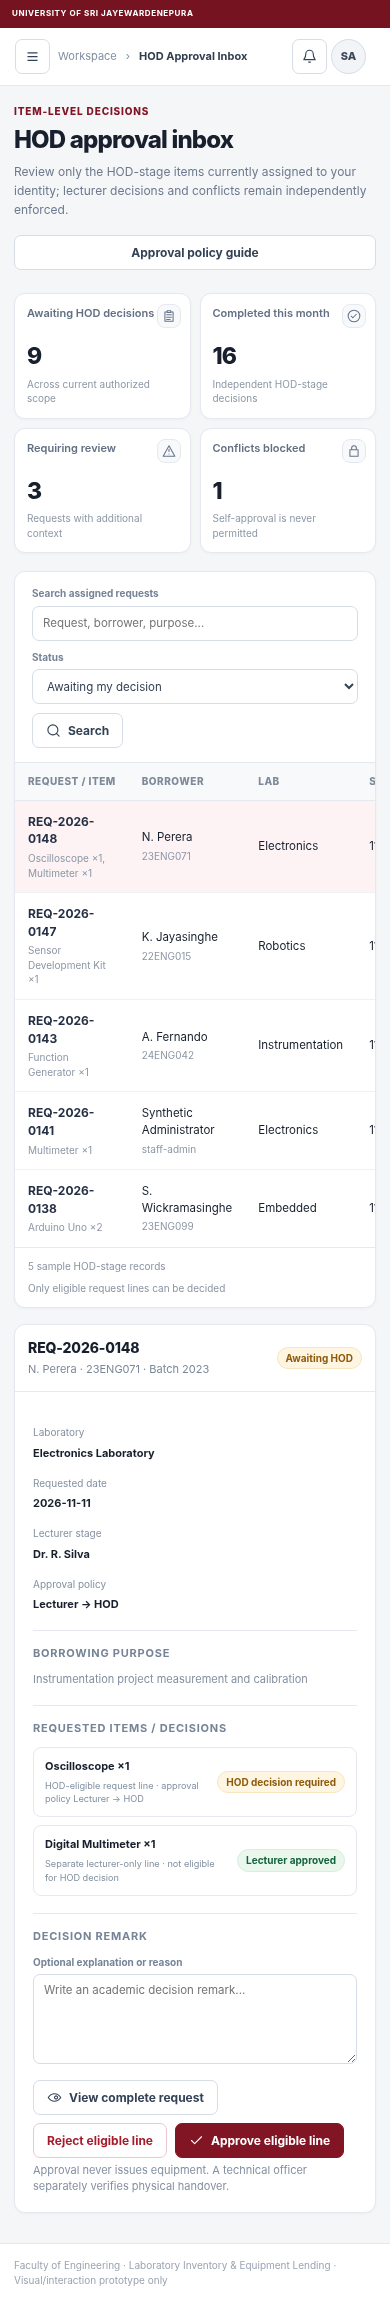 UNIVERSITY OF SRI JAYEWARDENEPURA
Workspace › HOD Approval Inbox
SA
ITEM-LEVEL DECISIONS
HOD approval inbox
Review only the HOD-stage items currently assigned to your
identity; lecturer decisions and conflicts remain independently
enforced.
Approval policy guide
Awaiting HOD decisions
9
Across current authorized
scope
Completed this month
16
Independent HOD-stage
decisions
Requiring review
3
Requests with additional
context
Conflicts blocked
1
Self-approval is never
permitted
Search assigned requests
Request, borrower, purpose...
Status
Awaiting my decision
Search
REQUEST / ITEM BORROWER LAB
REQ-2026-
0148
Oscilloscope ×1,
Multimeter ×1
N. Perera
23ENG071
Electronics
REQ-2026-
0147
Sensor
Development Kit
×1
K. Jayasinghe
22ENG015
Robotics
REQ-2026-
0143
Function
Generator ×1
A. Fernando
24ENG042
Instrumentation
REQ-2026-
0141
Multimeter ×1
Synthetic
Administrator
staff-admin
Electronics
REQ-2026-
0138
Arduino Uno ×2
S.
Wickramasinghe
23ENG099
Embedded
5 sample HOD-stage records
Only eligible request lines can be decided
REQ-2026-0148
N. Perera · 23ENG071 · Batch 2023
Awaiting HOD
Laboratory
Electronics Laboratory
Requested date
2026-11-11
Lecturer stage
Dr. R. Silva
Approval policy
Lecturer → HOD
BORROWING PURPOSE
Instrumentation project measurement and calibration
REQUESTED ITEMS / DECISIONS
Oscilloscope ×1
HOD-eligible request line · approval
policy Lecturer → HOD
HOD decision required
Digital Multimeter ×1
Separate lecturer-only line · not eligible
for HOD decision
Lecturer approved
DECISION REMARK
Optional explanation or reason
Write an academic decision remark...
View complete request
Reject eligible line
Approve eligible line
Approval never issues equipment. A technical officer
separately verifies physical handover.
Faculty of Engineering · Laboratory Inventory & Equipment Lending ·
Visual/interaction prototype only